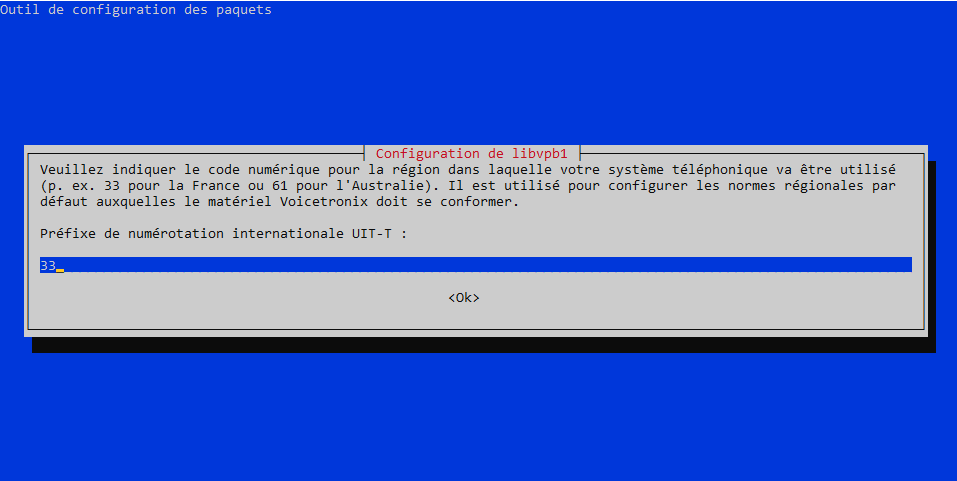 Outil de configuration des paquets
Configuration de libvpb1
Veuillez indiquer le code numérique pour la région dans laquelle votre système téléphonique va être utilisé
(p. ex. 33 pour la France ou 61 pour l'Australie). Il est utilisé pour configurer les normes régionales par
défaut auxquelles le matériel Voicetronix doit se conformer.
Préfixe de numérotation internationale UIT-T :
33
<Ok>